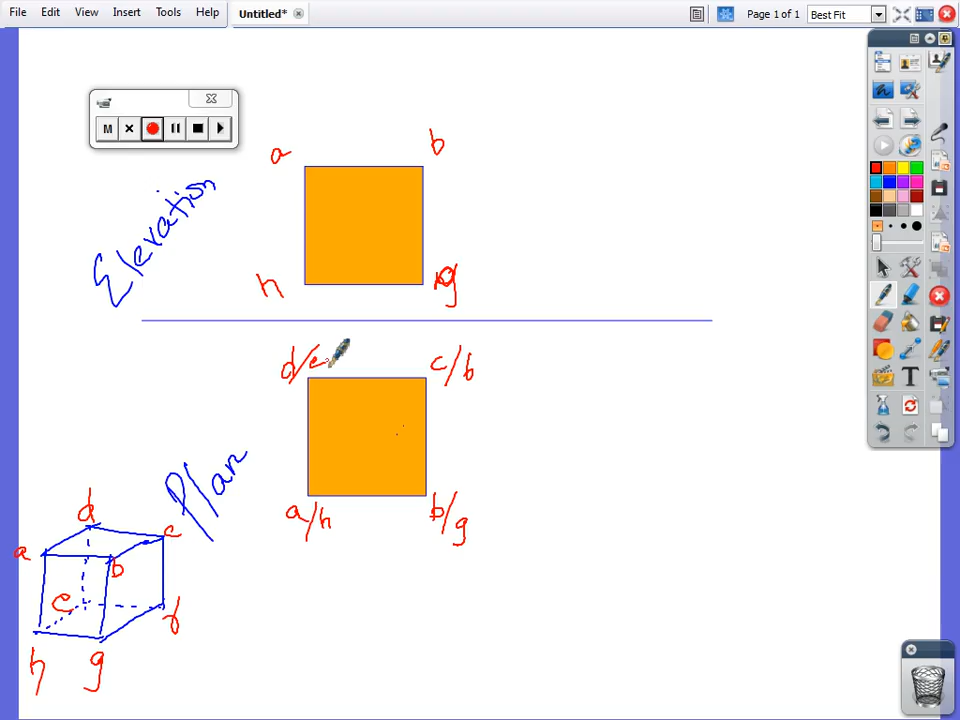 File Edit View Insert Tools Help Untitled* Page 1 of 1 Best Fit
M
a b
Elevation
h g
d/e c/b
Plan
a/h b/g
d
a c
b
e
h g
T